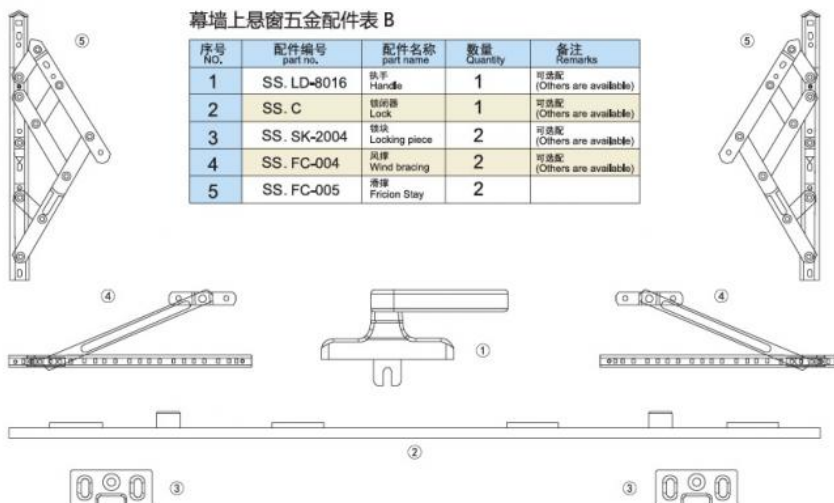 幕墙上悬窗五金配件表 B
⑤
⑤
序号 配件编号 配件名称 数量 备注
NO. part no. part name Quantity Remarks
1 SS. LD-8016 执手 Handle 1 可选配 (Others are available)
2 SS. C 锁闭器 Lock 1 可选配 (Others are available)
3 SS. SK-2004 锁块 Locking piece 2 可选配 (Others are available)
4 SS. FC-004 风撑 Wind bracing 2 可选配 (Others are available)
5 SS. FC-005 滑撑 Fricion Stay 2
④
④
①
②
③
③